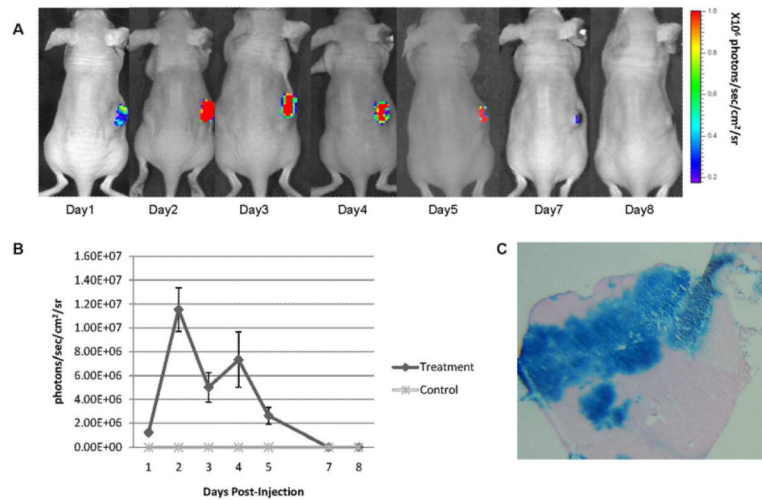 A
Day1 Day2 Day3 Day4 Day5 Day7 Day8
1.0
0.8
0.6
0.4
0.2
X10⁶ photons/sec/cm²/sr
B
photons/sec/cm²/sr
1.60E+07
1.40E+07
1.20E+07
1.00E+07
8.00E+06
6.00E+06
4.00E+06
2.00E+06
0.00E+00
1 2 3 4 5 7 8
Days Post-Injection
Treatment
Control
C